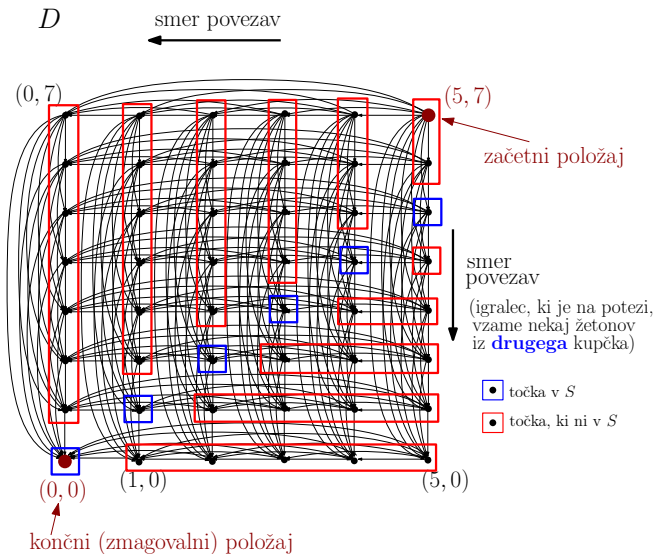 D
smer povezav
(0, 7)
(5, 7)
začetni položaj
smer
povezav
(igralec, ki je na potezi,
vzame nekaj žetonov
iz drugega kupčka)
točka v S
točka, ki ni v S
(0, 0)
(1, 0)
(5, 0)
končni (zmagovalni) položaj